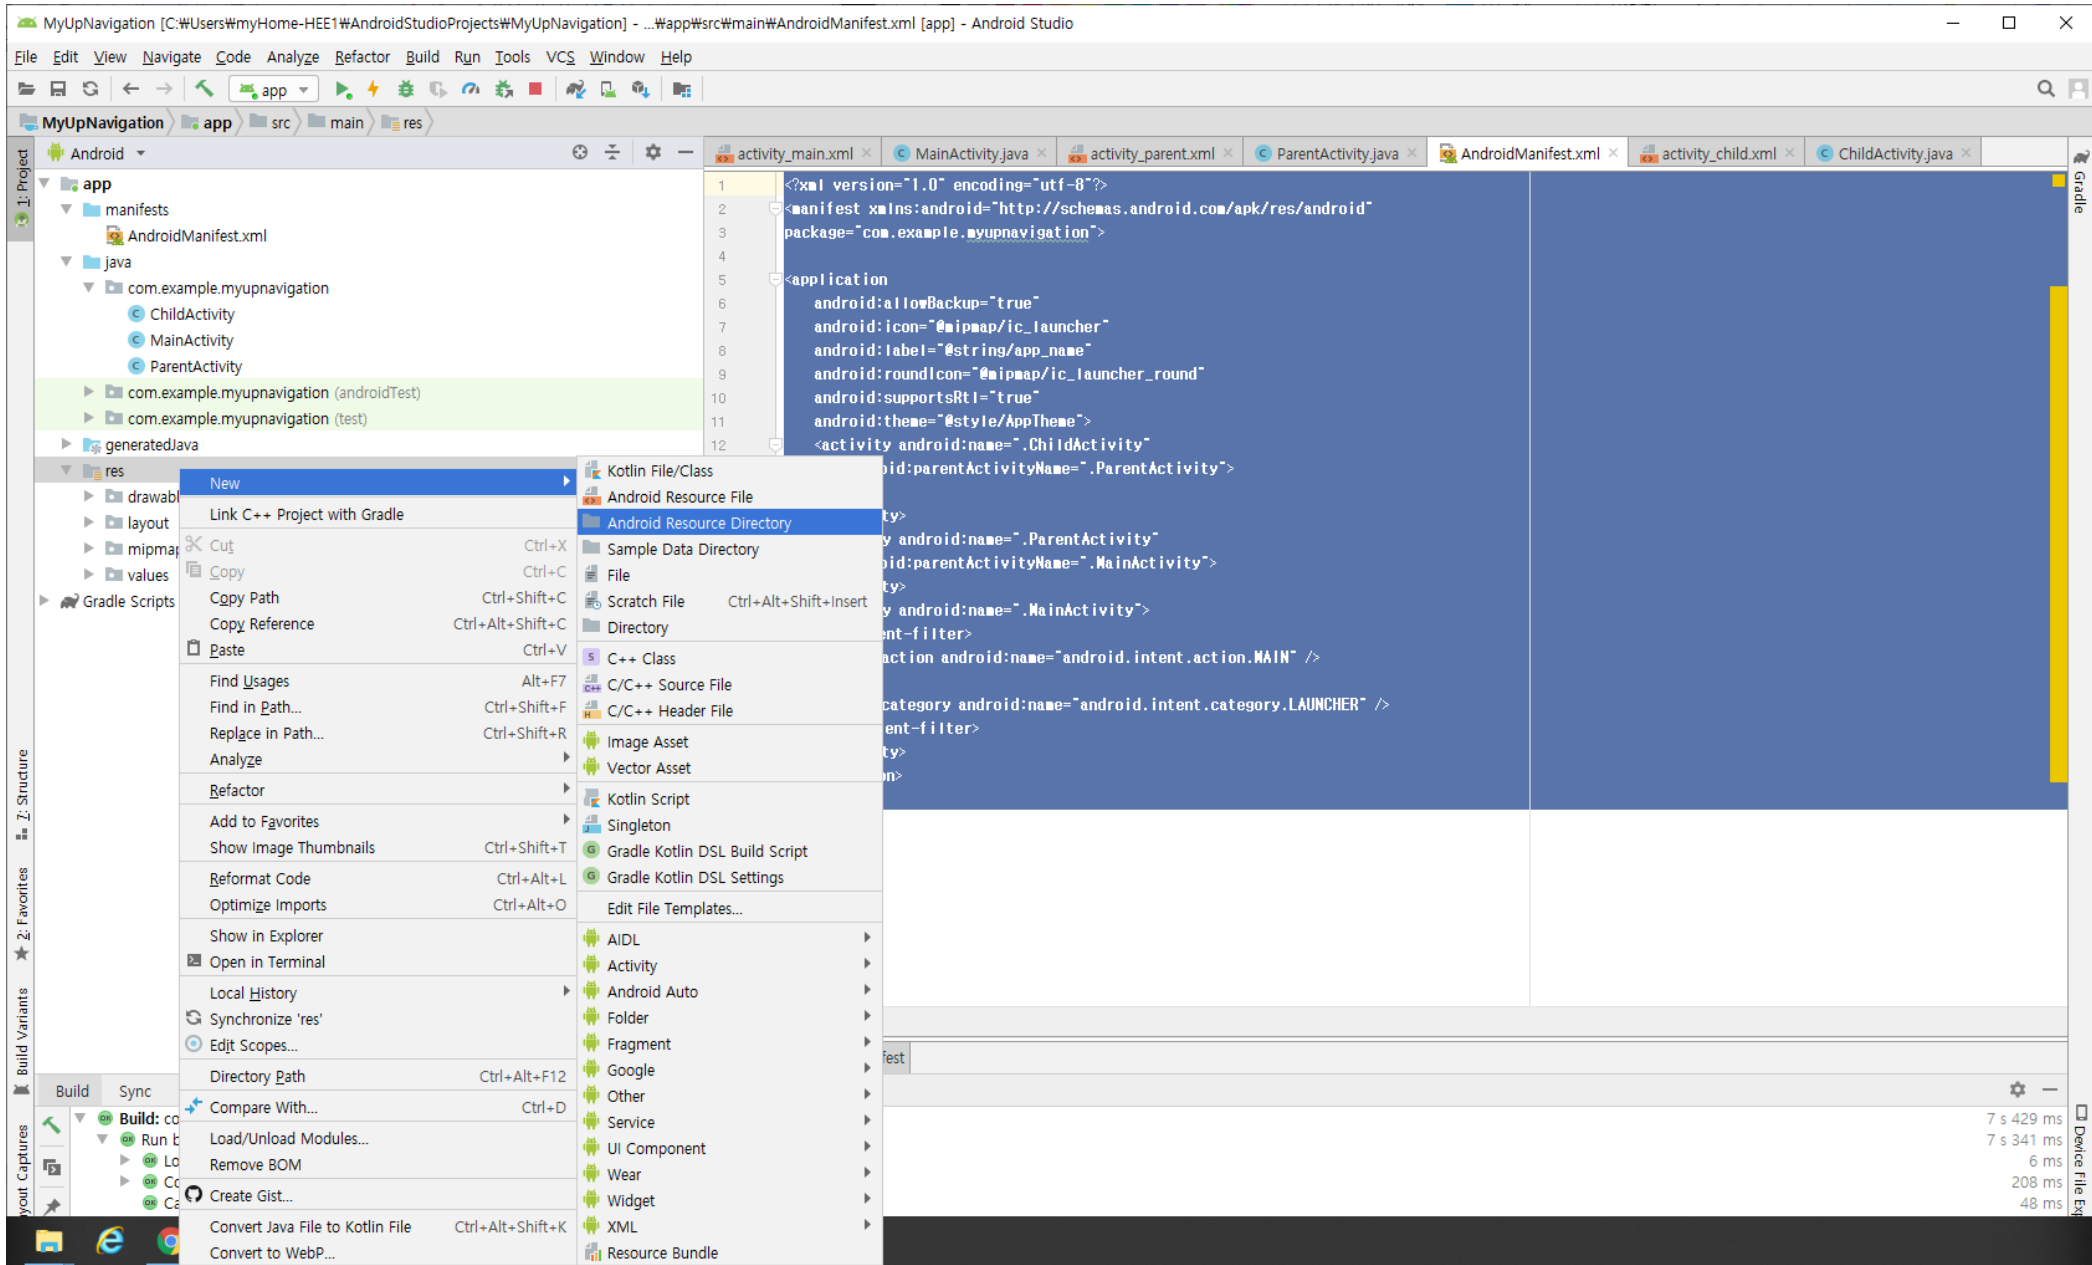 MyUpNavigation [C:₩Users₩myHome-HEE1₩AndroidStudioProjects₩MyUpNavigation] - ...₩app₩src₩main₩AndroidManifest.xml [app] - Android Studio
File Edit View Navigate Code Analyze Refactor Build Run Tools VCS Window Help
app
MyUpNavigation app src main res
1: Project
Android
app
manifests
AndroidManifest.xml
java
com.example.myupnavigation
ChildActivity
MainActivity
ParentActivity
com.example.myupnavigation (androidTest)
com.example.myupnavigation (test)
generatedJava
res
layout
values
Gradle Scripts
7: Structure
2: Favorites
Build Variants
activity_main.xml MainActivity.java activity_parent.xml ParentActivity.java AndroidManifest.xml activity_child.xml ChildActivity.java
1 <?xml version="1.0" encoding="utf-8"?>
2 <manifest xmlns:android="http://schemas.android.com/apk/res/android"
3 package="com.example.myupnavigation">
4
5 <application
6 android:allowBackup="true"
7 android:icon="@mipmap/ic_launcher"
8 android:label="@string/app_name"
9 android:roundIcon="@mipmap/ic_launcher_round"
10 android:supportsRtl="true"
11 android:theme="@style/AppTheme">
12 <activity android:name=".ChildActivity"
oid:parentActivityName=".ParentActivity">
ty>
y android:name=".ParentActivity"
oid:parentActivityName=".MainActivity">
ty>
y android:name=".MainActivity">
ent-filter>
action android:name="android.intent.action.MAIN" />
category android:name="android.intent.category.LAUNCHER" />
ent-filter>
ty>
on>
fest
New
Link C++ Project with Gradle
Cut Ctrl+X
Copy Ctrl+C
Copy Path Ctrl+Shift+C
Copy Reference Ctrl+Alt+Shift+C
Paste Ctrl+V
Find Usages Alt+F7
Find in Path... Ctrl+Shift+F
Replace in Path... Ctrl+Shift+R
Analyze
Refactor
Add to Favorites
Show Image Thumbnails Ctrl+Shift+T
Reformat Code Ctrl+Alt+L
Optimize Imports Ctrl+Alt+O
Show in Explorer
Open in Terminal
Local History
Synchronize 'res'
Edit Scopes...
Directory Path Ctrl+Alt+F12
Compare With... Ctrl+D
Load/Unload Modules...
Remove BOM
Create Gist...
Convert Java File to Kotlin File Ctrl+Alt+Shift+K
Convert to WebP...
Kotlin File/Class
Android Resource File
Android Resource Directory
Sample Data Directory
File
Scratch File Ctrl+Alt+Shift+Insert
Directory
C++ Class
C/C++ Source File
C/C++ Header File
Image Asset
Vector Asset
Kotlin Script
Singleton
Gradle Kotlin DSL Build Script
Gradle Kotlin DSL Settings
Edit File Templates...
AIDL
Activity
Android Auto
Folder
Fragment
Google
Other
Service
UI Component
Wear
Widget
XML
Resource Bundle
Build Sync
Build: co
Run b
Lo
Co
Ca
7 s 429 ms
7 s 341 ms
6 ms
208 ms
48 ms
Gradle
Device File Exp